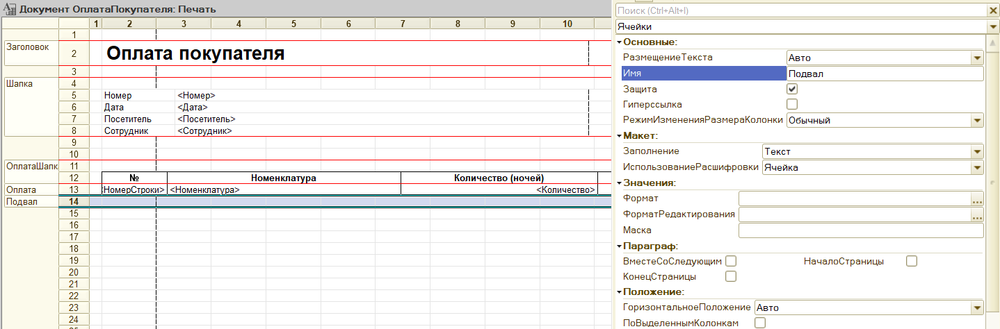 Документ ОплатаПокупателя: Печать
1 2 3 4 5 6 7 8 9 10
1
Заголовок 2 Оплата покупателя
3
Шапка 4
5 Номер <Номер>
6 Дата <Дата>
7 Посетитель <Посетитель>
8 Сотрудник <Сотрудник>
9
10
ОплатаШапк 11
12 № Номенклатура Количество (ночей)
Оплата 13 <НомерСтроки> <Номенклатура> <Количество>
Подвал 14
15
16
17
18
19
20
21
22
23
24
Поиск (Ctrl+Alt+I)
Ячейки
Основные:
РазмещениеТекста Авто
Имя Подвал
Защита
Гиперссылка
РежимИзмененияРазмераКолонки Обычный
Макет:
Заполнение Текст
ИспользованиеРасшифровки Ячейка
Значения:
Формат ...
ФорматРедактирования ...
Маска
Параграф:
ВместеСоСледующим НачалоСтраницы
КонецСтраницы
Положение:
ГоризонтальноеПоложение Авто
ПоВыделеннымКолонкам